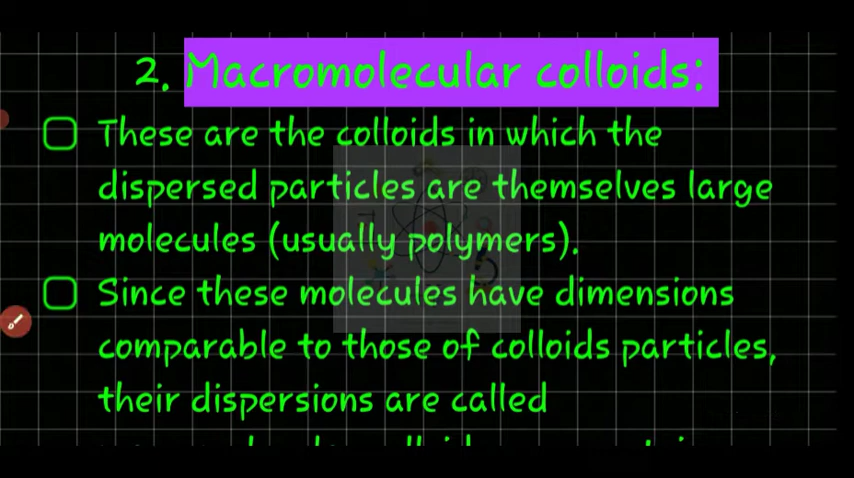 2. Macromolecular colloids:
These are the colloids in which the
dispersed particles are themselves large
molecules (usually polymers).
Since these molecules have dimensions
comparable to those of colloids particles,
their dispersions are called